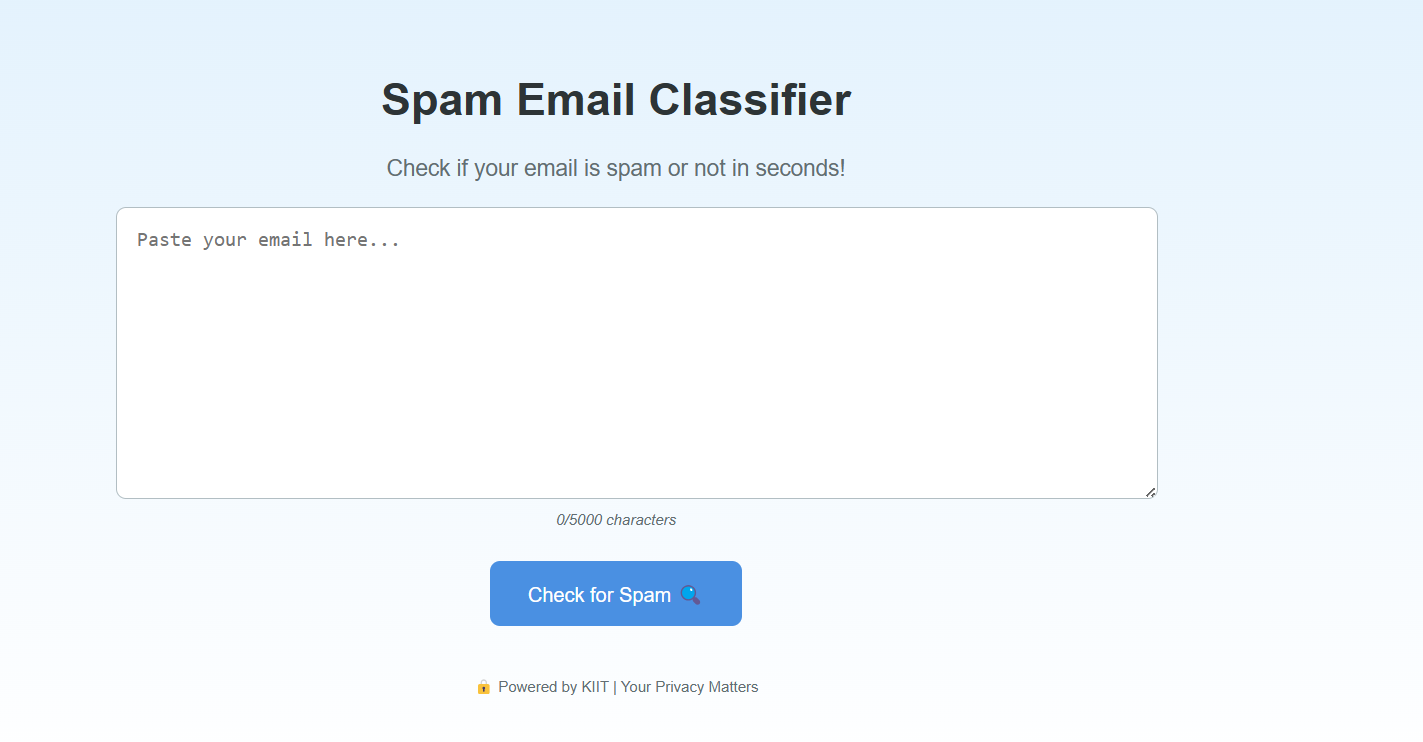 Spam Email Classifier
Check if your email is spam or not in seconds!
Paste your email here...
0/5000 characters
Check for Spam 🔍
🔒 Powered by KIIT | Your Privacy Matters